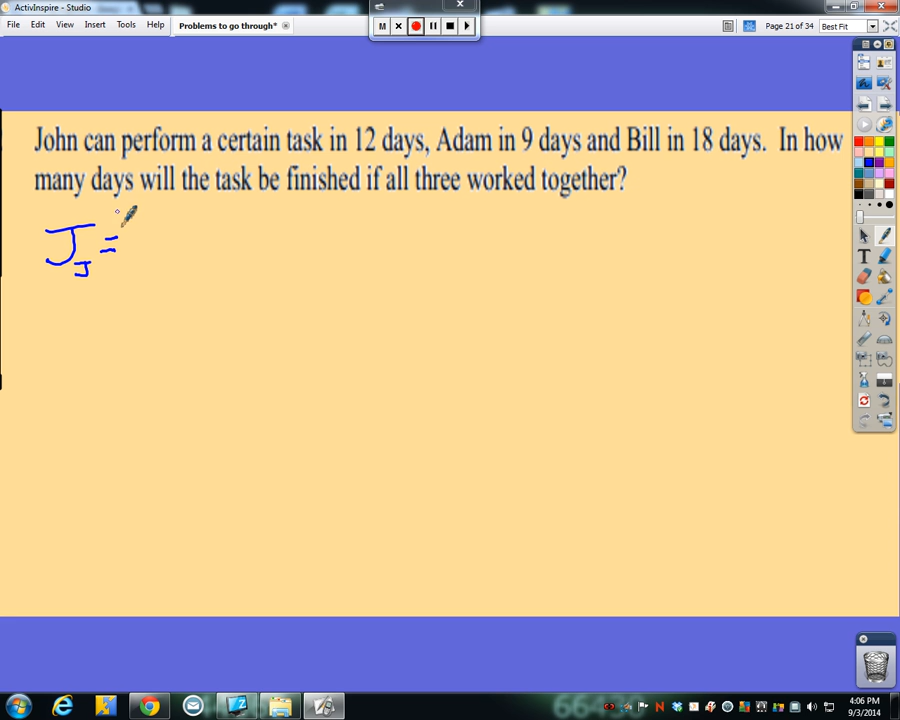 ActivInspire - Studio
File Edit View Insert Tools Help Problems to go through* Page 21 of 34 Best Fit
M
John can perform a certain task in 12 days, Adam in 9 days and Bill in 18 days. In how
many days will the task be finished if all three worked together?
J_J =
T
4:06 PM
9/3/2014